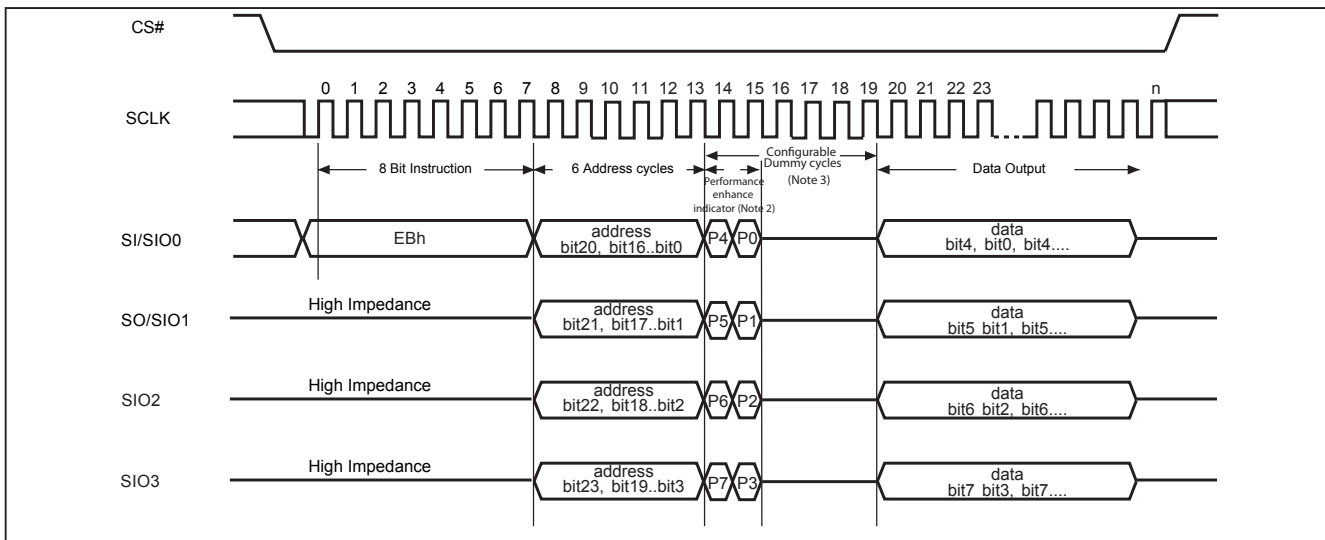 CS#
0 1 2 3 4 5 6 7 8 9 10 11 12 13 14 15 16 17 18 19 20 21 22 23 n
SCLK
8 Bit Instruction
6 Address cycles
Configurable
Dummy cycles
(Note 3)
Data Output
Performance
enhance
indicator (Note 2)
SI/SIO0
EBh
address
bit20, bit16..bit0
P4 P0
data
bit4, bit0, bit4....
SO/SIO1
High Impedance
address
bit21, bit17..bit1
P5 P1
data
bit5 bit1, bit5....
SIO2
High Impedance
address
bit22, bit18..bit2
P6 P2
data
bit6 bit2, bit6....
SIO3
High Impedance
address
bit23, bit19..bit3
P7 P3
data
bit7 bit3, bit7....